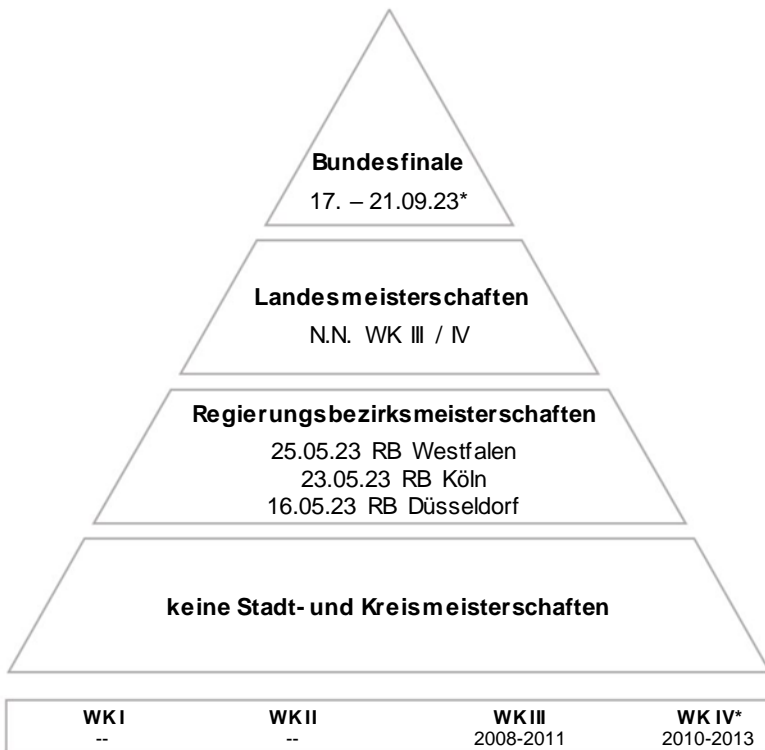 Bundesfinale
17. – 21.09.23*
Landesmeisterschaften
N.N. WK III / IV
Regierungsbezirksmeisterschaften
25.05.23 RB Westfalen
23.05.23 RB Köln
16.05.23 RB Düsseldorf
keine Stadt- und Kreismeisterschaften
WK I WK II WK III WK IV*
-- -- 2008-2011 2010-2013